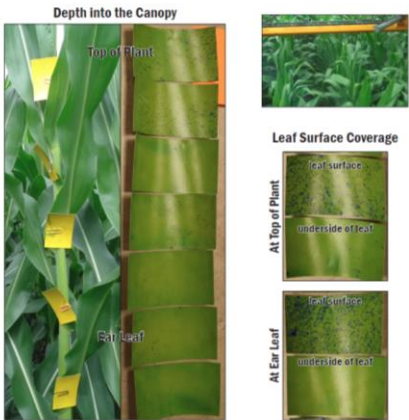 Depth into the Canopy
Top of Plant
Ear Leaf
Leaf Surface Coverage
At Top of Plant
leaf surface
underside of leaf
At Ear Leaf
leaf surface
underside of leaf